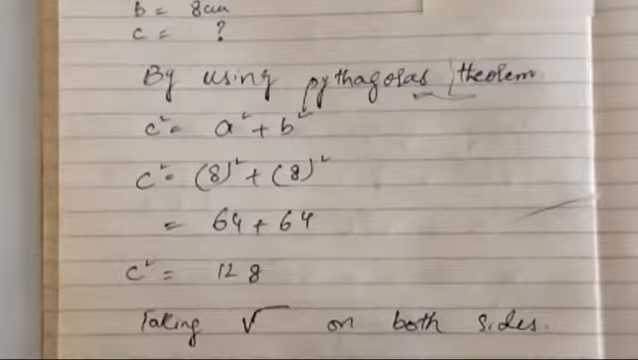 b = 8cm
c = ?
By using pythagoras theorem
c² = a² + b²
c² = (8)² + (8)²
= 64 + 64
c² = 128
Taking √ on both sides.